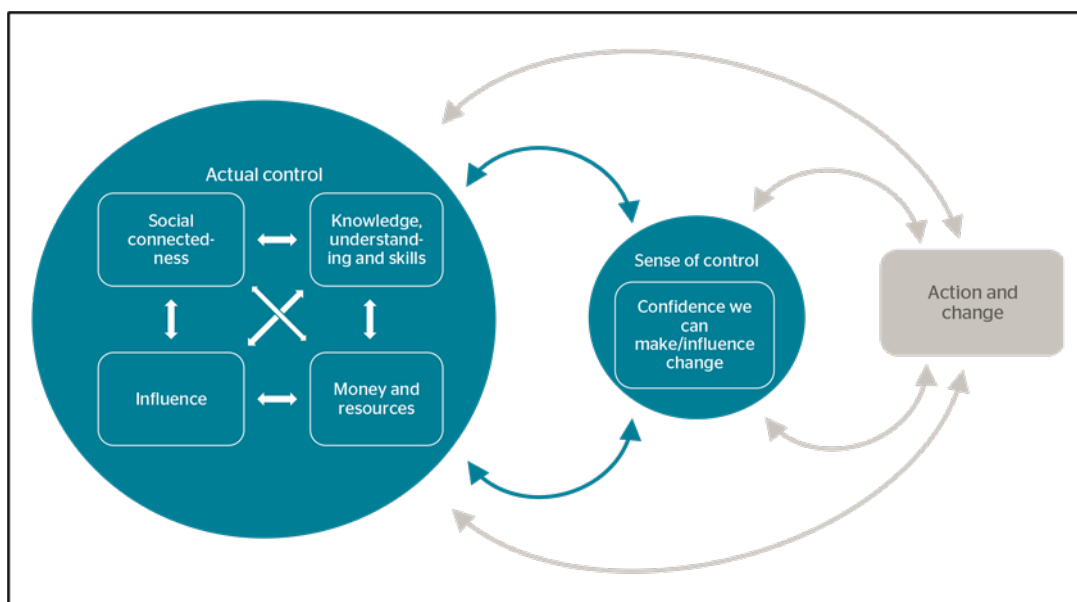 Actual control
Social
connected-
ness
Knowledge,
understand-
ing and skills
Influence
Money and
resources
Sense of control
Confidence we
can
make/influence
change
Action and
change